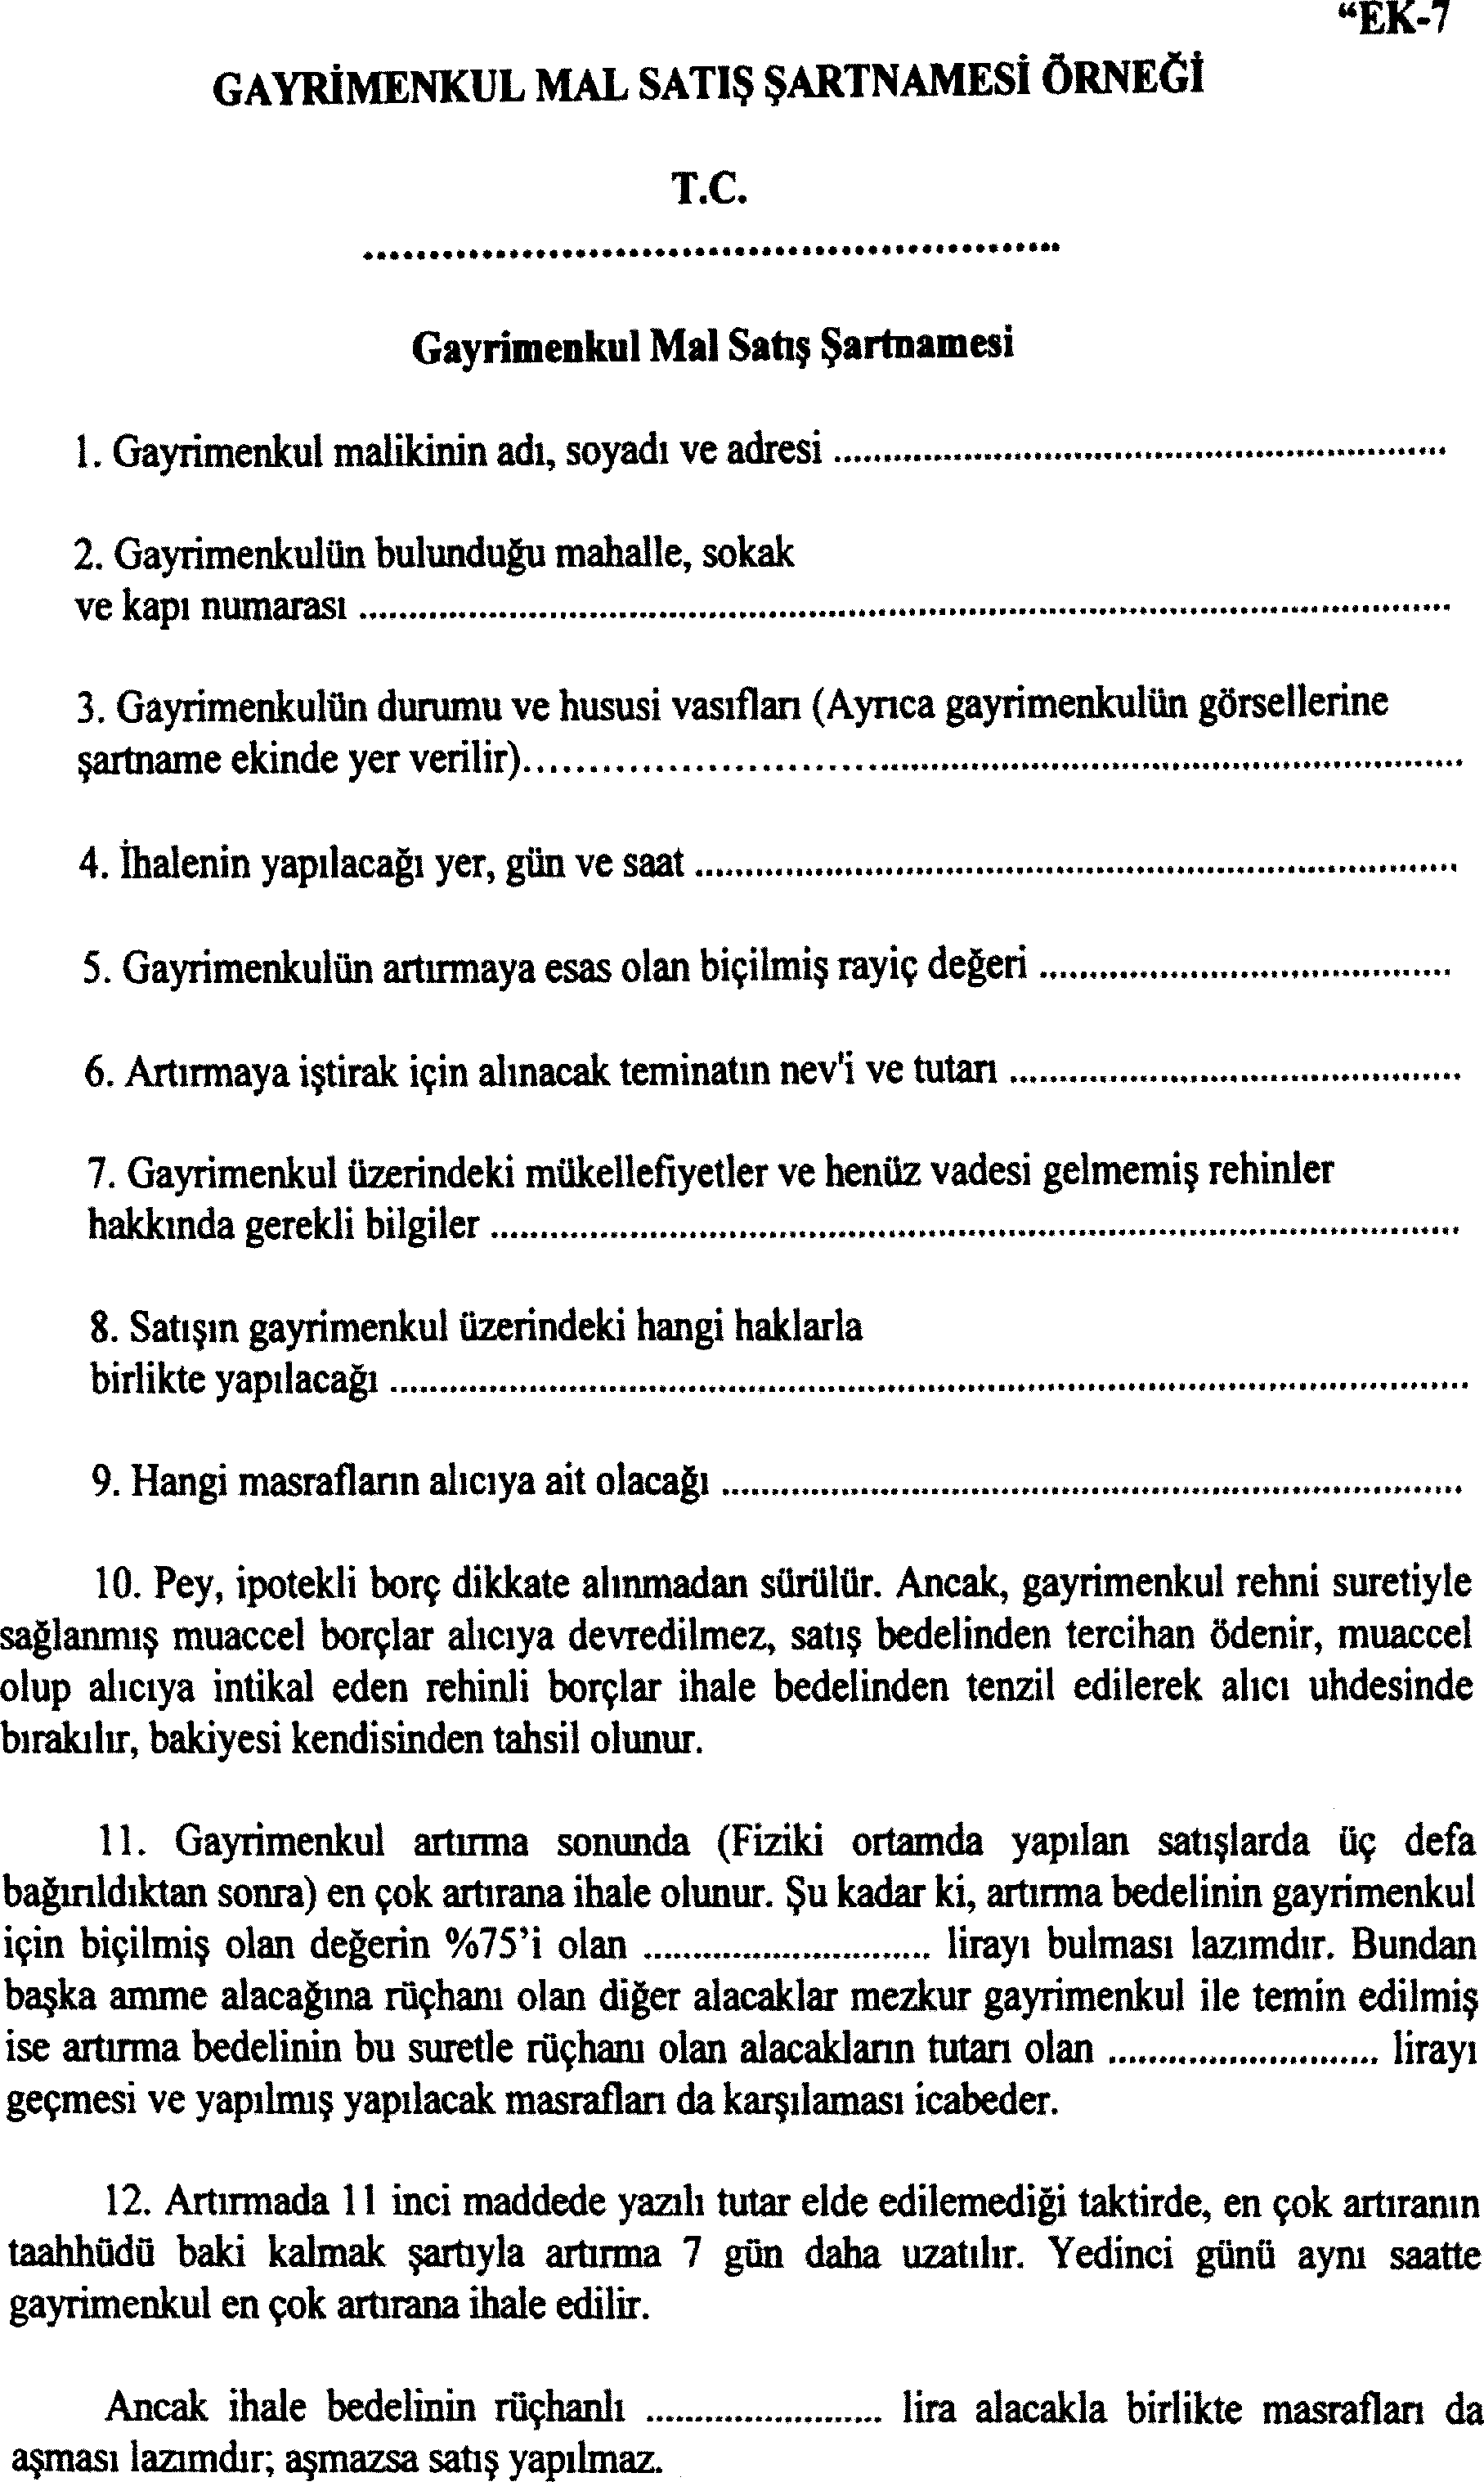 “EK-7
GAYRİMENKUL MAL SATIŞ ŞARTNAMESİ ÖRNEĞİ
T.C.
.....................................................
Gayrimenkul Mal Satış Şartnamesi
1. Gayrimenkul malikinin adı, soyadı ve adresi ..............................................................
2. Gayrimenkulün bulunduğu mahalle, sokak
ve kapı numarası ..............................................................................................................
3. Gayrimenkulün durumu ve hususi vasıfları (Ayrıca gayrimenkulün görsellerine
şartname ekinde yer verilir)......................................................................................
4. İhalenin yapılacağı yer, gün ve saat .............................................................................
5. Gayrimenkulün artırmaya esas olan biçilmiş rayiç değeri .........................................
6. Artırmaya iştirak için alınacak teminatın nev'i ve tutarı .............................................
7. Gayrimenkul üzerindeki mükellefiyetler ve henüz vadesi gelmemiş rehinler
hakkında gerekli bilgiler .................................................................................................
8. Satışın gayrimenkul üzerindeki hangi haklarla
birlikte yapılacağı ............................................................................................................
9. Hangi masrafların alıcıya ait olacağı ..........................................................................
10. Pey, ipotekli borç dikkate alınmadan sürülür. Ancak, gayrimenkul rehni suretiyle
sağlanmış muaccel borçlar alıcıya devredilmez, satış bedelinden tercihan ödenir, muaccel
olup alıcıya intikal eden rehinli borçlar ihale bedelinden tenzil edilerek alıcı uhdesinde
bırakılır, bakiyesi kendisinden tahsil olunur.
11. Gayrimenkul artırma sonunda (Fiziki ortamda yapılan satışlarda üç defa
bağırıldıktan sonra) en çok artırana ihale olunur. Şu kadar ki, artırma bedelinin gayrimenkul
için biçilmiş olan değerin %75’i olan ............................. lirayı bulması lazımdır. Bundan
başka amme alacağına rüçhanı olan diğer alacaklar mezkur gayrimenkul ile temin edilmiş
ise artırma bedelinin bu suretle rüçhanı olan alacakların tutarı olan ........................... lirayı
geçmesi ve yapılmış yapılacak masrafları da karşılaması icabeder.
12. Artırmada 11 inci maddede yazılı tutar elde edilemediği taktirde, en çok artıranın
taahhüdü baki kalmak şartıyla artırma 7 gün daha uzatılır. Yedinci günü aynı saatte
gayrimenkul en çok artırana ihale edilir.
Ancak ihale bedelinin rüçhanlı ........................ lira alacakla birlikte masrafları da
aşması lazımdır; aşmazsa satış yapılmaz.